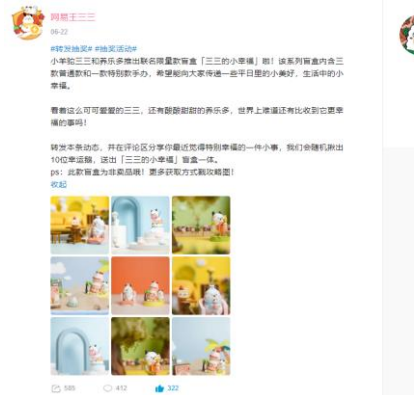 网易王三三
06-22
#转发抽奖# #抽奖活动#
小羊驼三三和养乐多推出联名限量款盲盒「三三的小幸福」啦！该系列盲盒内含三
款普通款和一款特别款手办，希望能向大家传递一些平日里的小美好，生活中的小
幸福。
看着这么可可爱爱的三三，还有酸酸甜甜的养乐多，世界上难道还有比收到它更幸
福的事吗！
转发本条动态，并在评论区分享你最近觉得特别幸福的一件小事，我们会随机揪出
10位幸运酷，送出「三三的小幸福」盲盒一体。
ps：此款盲盒为非卖品哦！更多获取方式戳攻略图！
收起
585
412
322